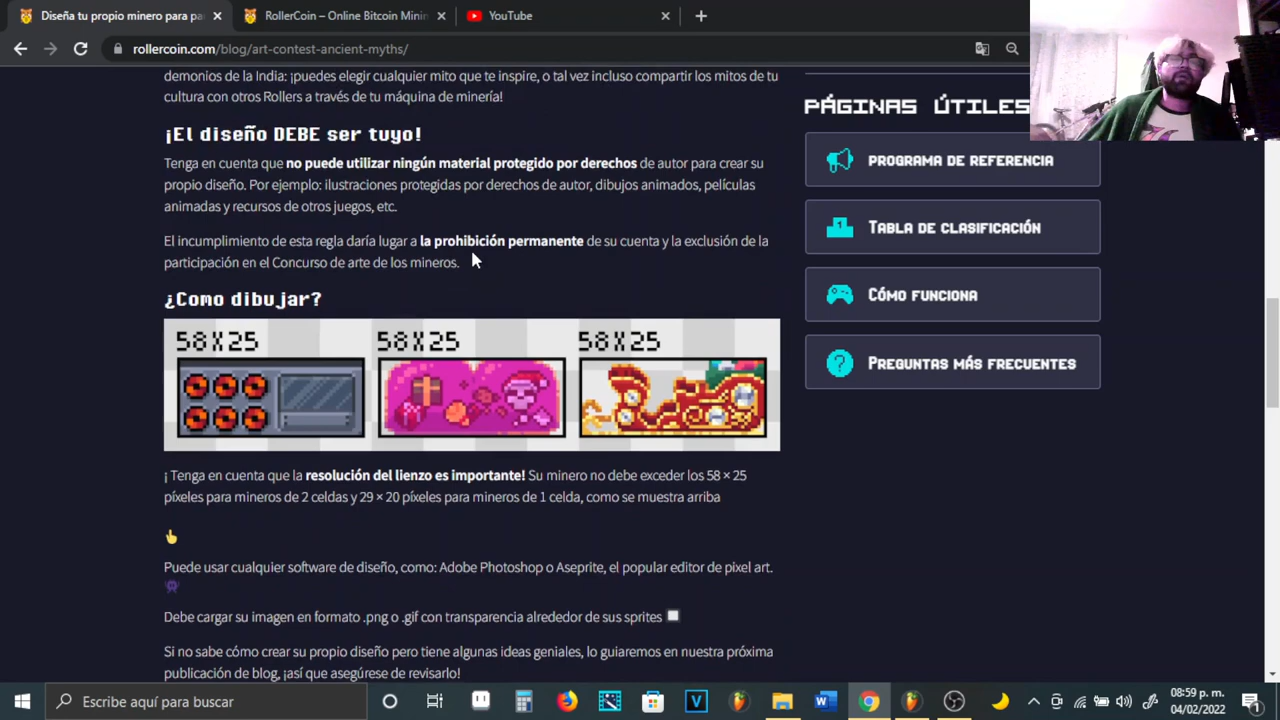 Diseña tu propio minero para pa
RollerCoin – Online Bitcoin Minin
YouTube
rollercoin.com/blog/art-contest-ancient-myths/
demonios de la India: ¡puedes elegir cualquier mito que te inspire, o tal vez incluso compartir los mitos de tu
cultura con otros Rollers a través de tu máquina de minería!
¡El diseño DEBE ser tuyo!
Tenga en cuenta que no puede utilizar ningún material protegido por derechos de autor para crear su
propio diseño. Por ejemplo: ilustraciones protegidas por derechos de autor, dibujos animados, películas
animadas y recursos de otros juegos, etc.
El incumplimiento de esta regla daría lugar a la prohibición permanente de su cuenta y la exclusión de la
participación en el Concurso de arte de los mineros.
¿Como dibujar?
58X25 58X25 58X25
¡Tenga en cuenta que la resolución del lienzo es importante! Su minero no debe exceder los 58 × 25
píxeles para mineros de 2 celdas y 29 × 20 píxeles para mineros de 1 celda, como se muestra arriba
Puede usar cualquier software de diseño, como: Adobe Photoshop o Aseprite, el popular editor de pixel art.
Debe cargar su imagen en formato .png o .gif con transparencia alrededor de sus sprites
Si no sabe cómo crear su propio diseño pero tiene algunas ideas geniales, lo guiaremos en nuestra próxima
publicación de blog, ¡así que asegúrese de revisarlo!
PÁGINAS ÚTILES
PROGRAMA DE REFERENCIA
TABLA DE CLASIFICACIÓN
CÓMO FUNCIONA
PREGUNTAS MÁS FRECUENTES
Escribe aquí para buscar
08:59 p. m.
04/02/2022